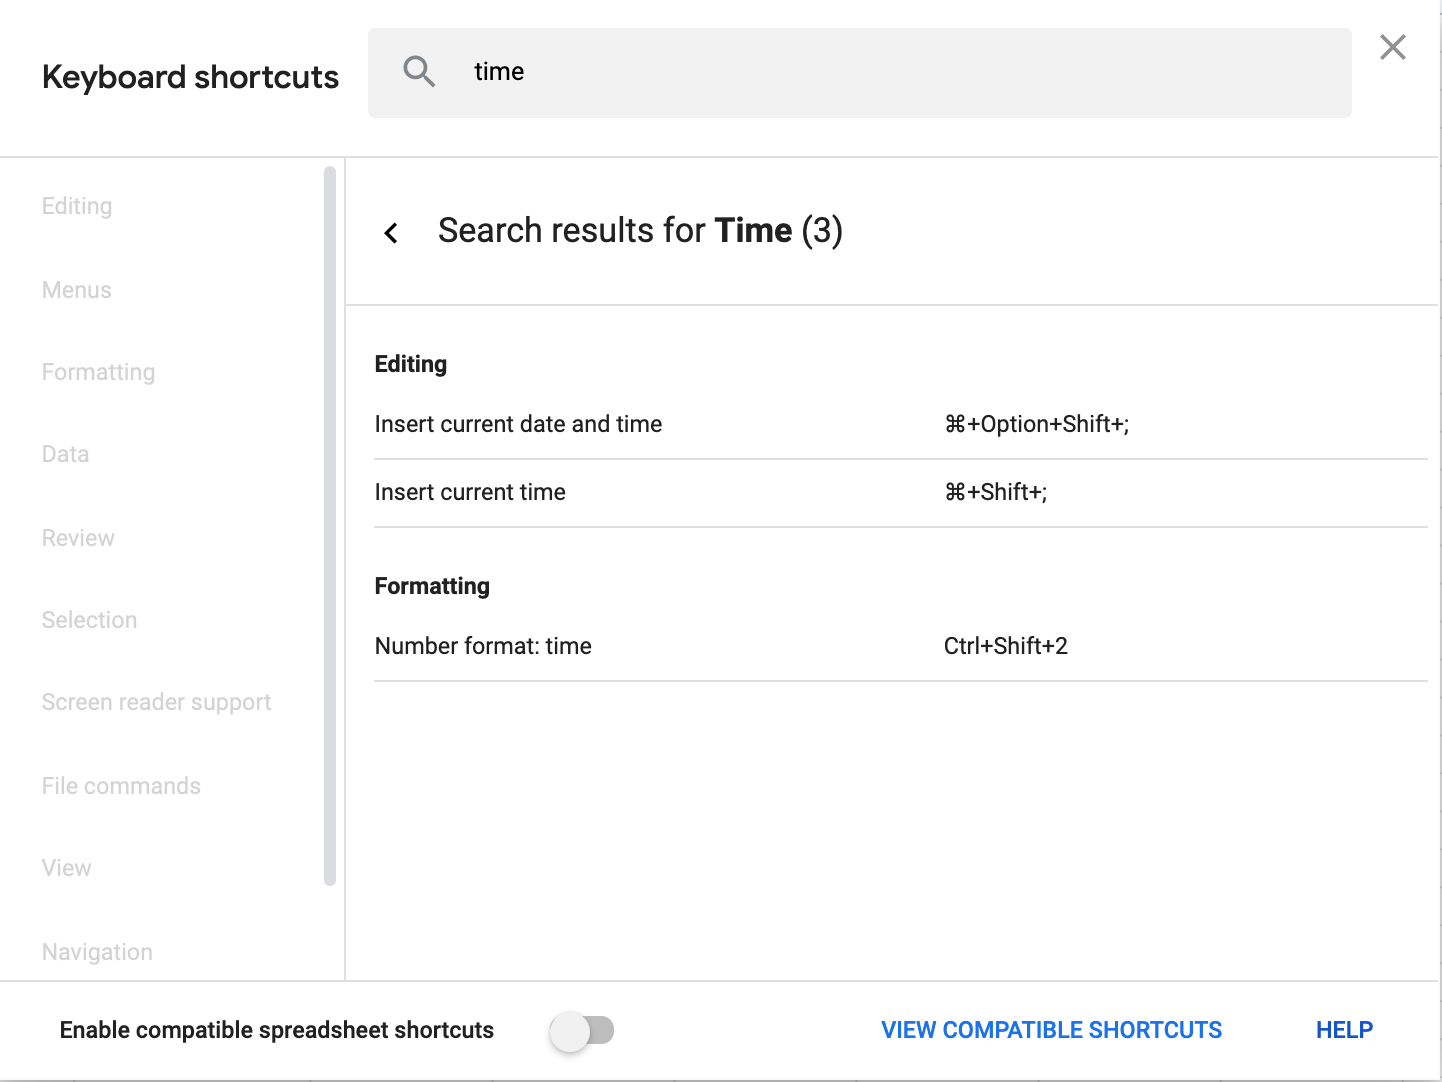 Keyboard shortcuts
time
Editing
Menus
Formatting
Data
Review
Selection
Screen reader support
File commands
View
Navigation
Search results for Time (3)
Editing
Insert current date and time ⌘+Option+Shift+;
Insert current time ⌘+Shift+;
Formatting
Number format: time Ctrl+Shift+2
Enable compatible spreadsheet shortcuts
VIEW COMPATIBLE SHORTCUTS
HELP